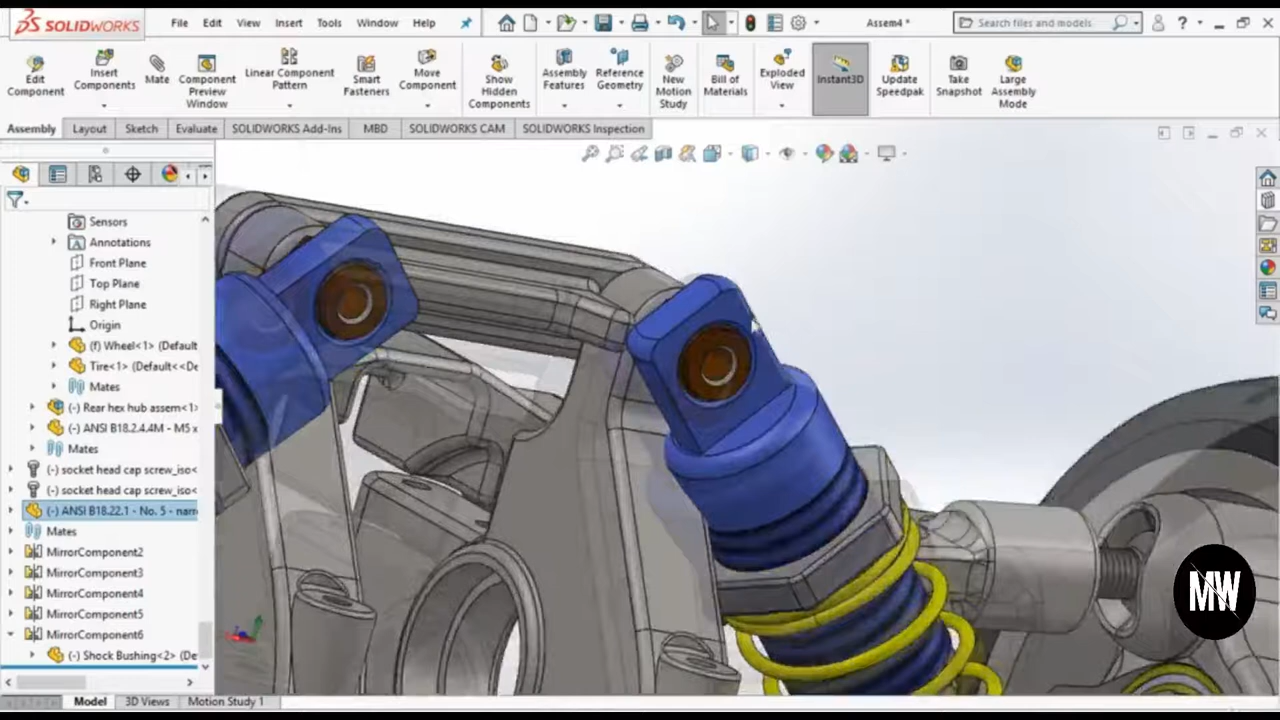 SOLIDWORKS File Edit View Insert Tools Window Help Assem4 * Search files and models ?
Edit Component
Insert Components
Mate
Component Preview Window
Linear Component Pattern
Smart Fasteners
Move Component
Show Hidden Components
Assembly Features
Reference Geometry
New Motion Study
Bill of Materials
Exploded View
Instant3D
Update Speedpak
Take Snapshot
Large Assembly Mode
Assembly Layout Sketch Evaluate SOLIDWORKS Add-Ins MBD SOLIDWORKS CAM SOLIDWORKS Inspection
Sensors
Annotations
Front Plane
Top Plane
Right Plane
Origin
(f) Wheel<1> (Default
Tire<1> (Default<<De
Mates
(-) Rear hex hub assem<1>
(-) ANSI B18.2.4.4M - M5 x
Mates
(-) socket head cap screw_iso<
(-) socket head cap screw_iso<
(-) ANSI B18.22.1 - No. 5 - narr
Mates
MirrorComponent2
MirrorComponent3
MirrorComponent4
MirrorComponent5
MirrorComponent6
(-) Shock Bushing<2> (De
MW
Model 3D Views Motion Study 1